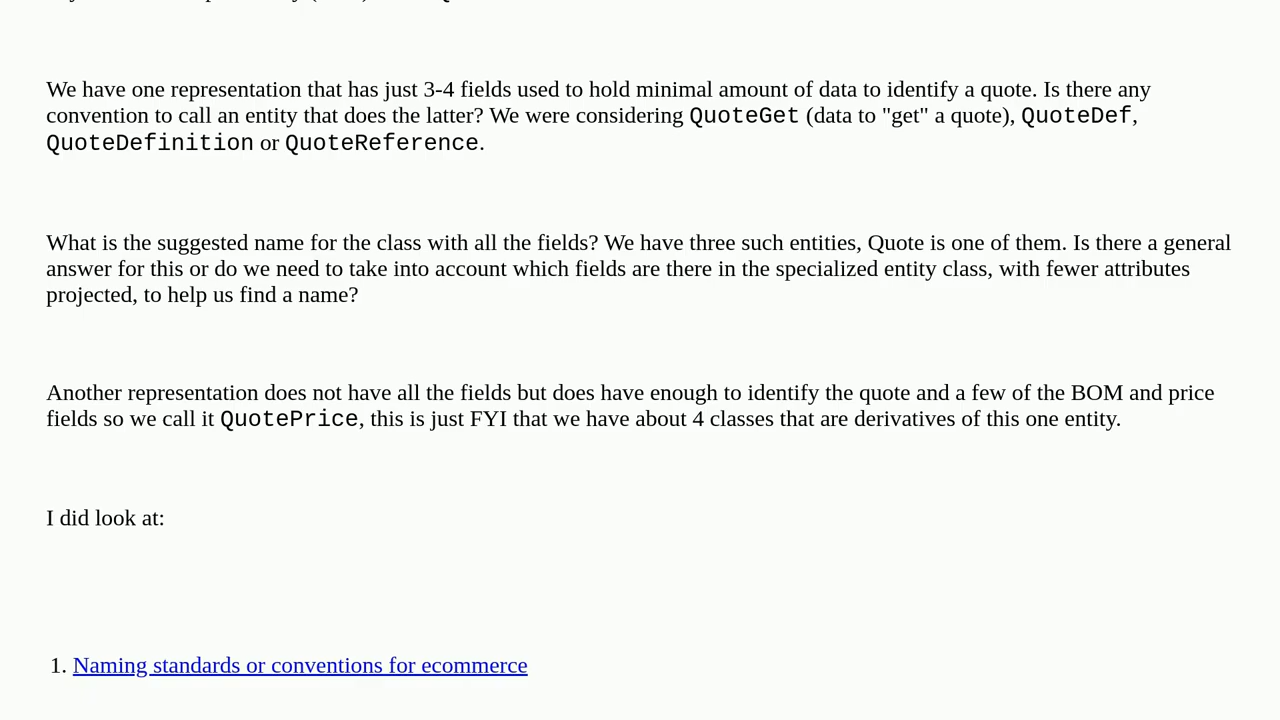 We have one representation that has just 3-4 fields used to hold minimal amount of data to identify a quote. Is there any
convention to call an entity that does the latter? We were considering QuoteGet (data to "get" a quote), QuoteDef,
QuoteDefinition or QuoteReference.
What is the suggested name for the class with all the fields? We have three such entities, Quote is one of them. Is there a general
answer for this or do we need to take into account which fields are there in the specialized entity class, with fewer attributes
projected, to help us find a name?
Another representation does not have all the fields but does have enough to identify the quote and a few of the BOM and price
fields so we call it QuotePrice, this is just FYI that we have about 4 classes that are derivatives of this one entity.
I did look at:
1. Naming standards or conventions for ecommerce